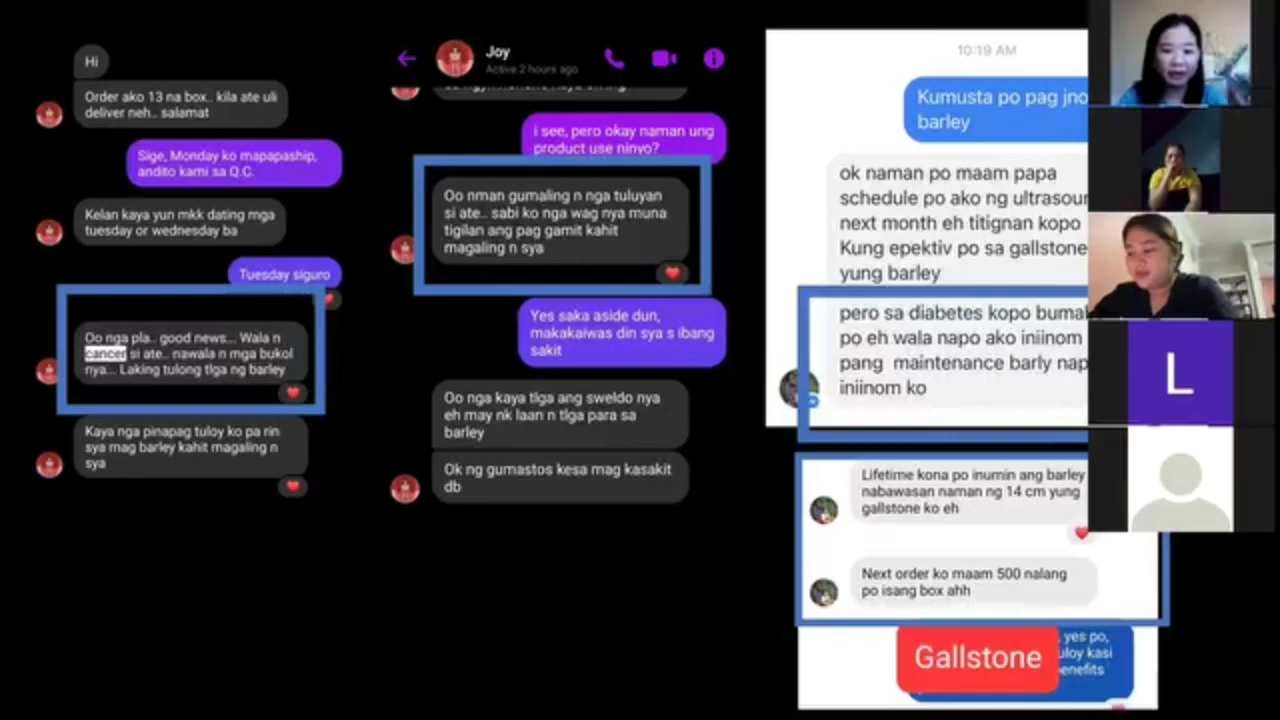 Hi
Order ako 13 na box.. kila ate uli
deliver neh.. salamat
Sige, Monday ko mapapaship,
andito kami sa Q.C.
Kelan kaya yun mkk dating mga
tuesday or wednesday ba
Tuesday siguro
Oo nga pla.. good news... Wala n
cancer si ate.. nawala n mga bukol
nya... Laking tulong tlga ng barley
Kaya nga pinapag tuloy ko pa rin
sya mag barley kahit magaling n
sya
Joy
Active 2 hours ago
i see, pero okay naman ung
product use ninyo?
Oo nman gumaling n nga tuluyan
si ate.. sabi ko nga wag nya muna
tigilan ang pag gamit kahit
magaling n sya
Yes saka aside dun,
makakaiwas din sya s ibang
sakit
Oo nga kaya tlga ang sweldo nya
eh may nk laan n tlga para sa
barley
Ok ng gumastos kesa mag kasakit
db
10:19 AM
Kumusta po pag
barley
ok naman po maam papa
schedule po ako ng
next month eh titignan kopo
Kung epektiv po sa gallstone
yung barley
pero sa diabetes kopo
po eh wala napo ako iniinom
pang maintenance barly
iniinom ko
Lifetime kona po inumin ang barley
nabawasan naman ng 14 cm yung
gallstone ko eh
Next order ko maam 500 nalang
po isang box ahh
Gallstone
yes po,
kasi
L